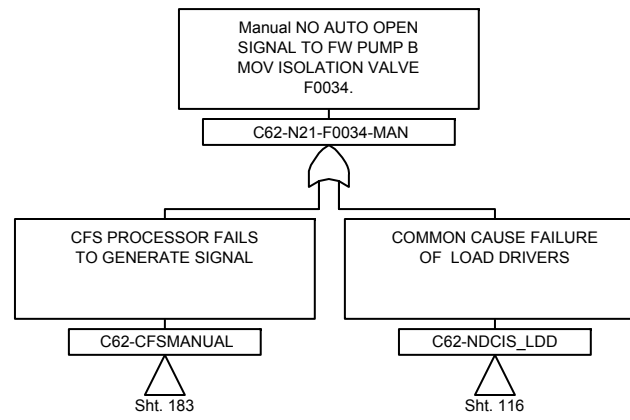 Manual NO AUTO OPEN
SIGNAL TO FW PUMP B
MOV ISOLATION VALVE
F0034.
C62-N21-F0034-MAN
CFS PROCESSOR FAILS
TO GENERATE SIGNAL
C62-CFSMANUAL
Sht. 183
COMMON CAUSE FAILURE
OF LOAD DRIVERS
C62-NDCIS_LDD
Sht. 116